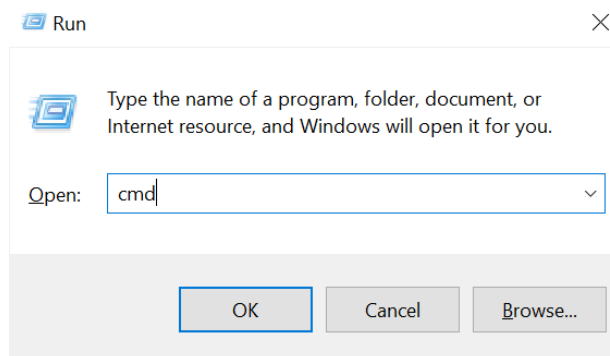 Run
Type the name of a program, folder, document, or
Internet resource, and Windows will open it for you.
Open: cmd
OK Cancel Browse...